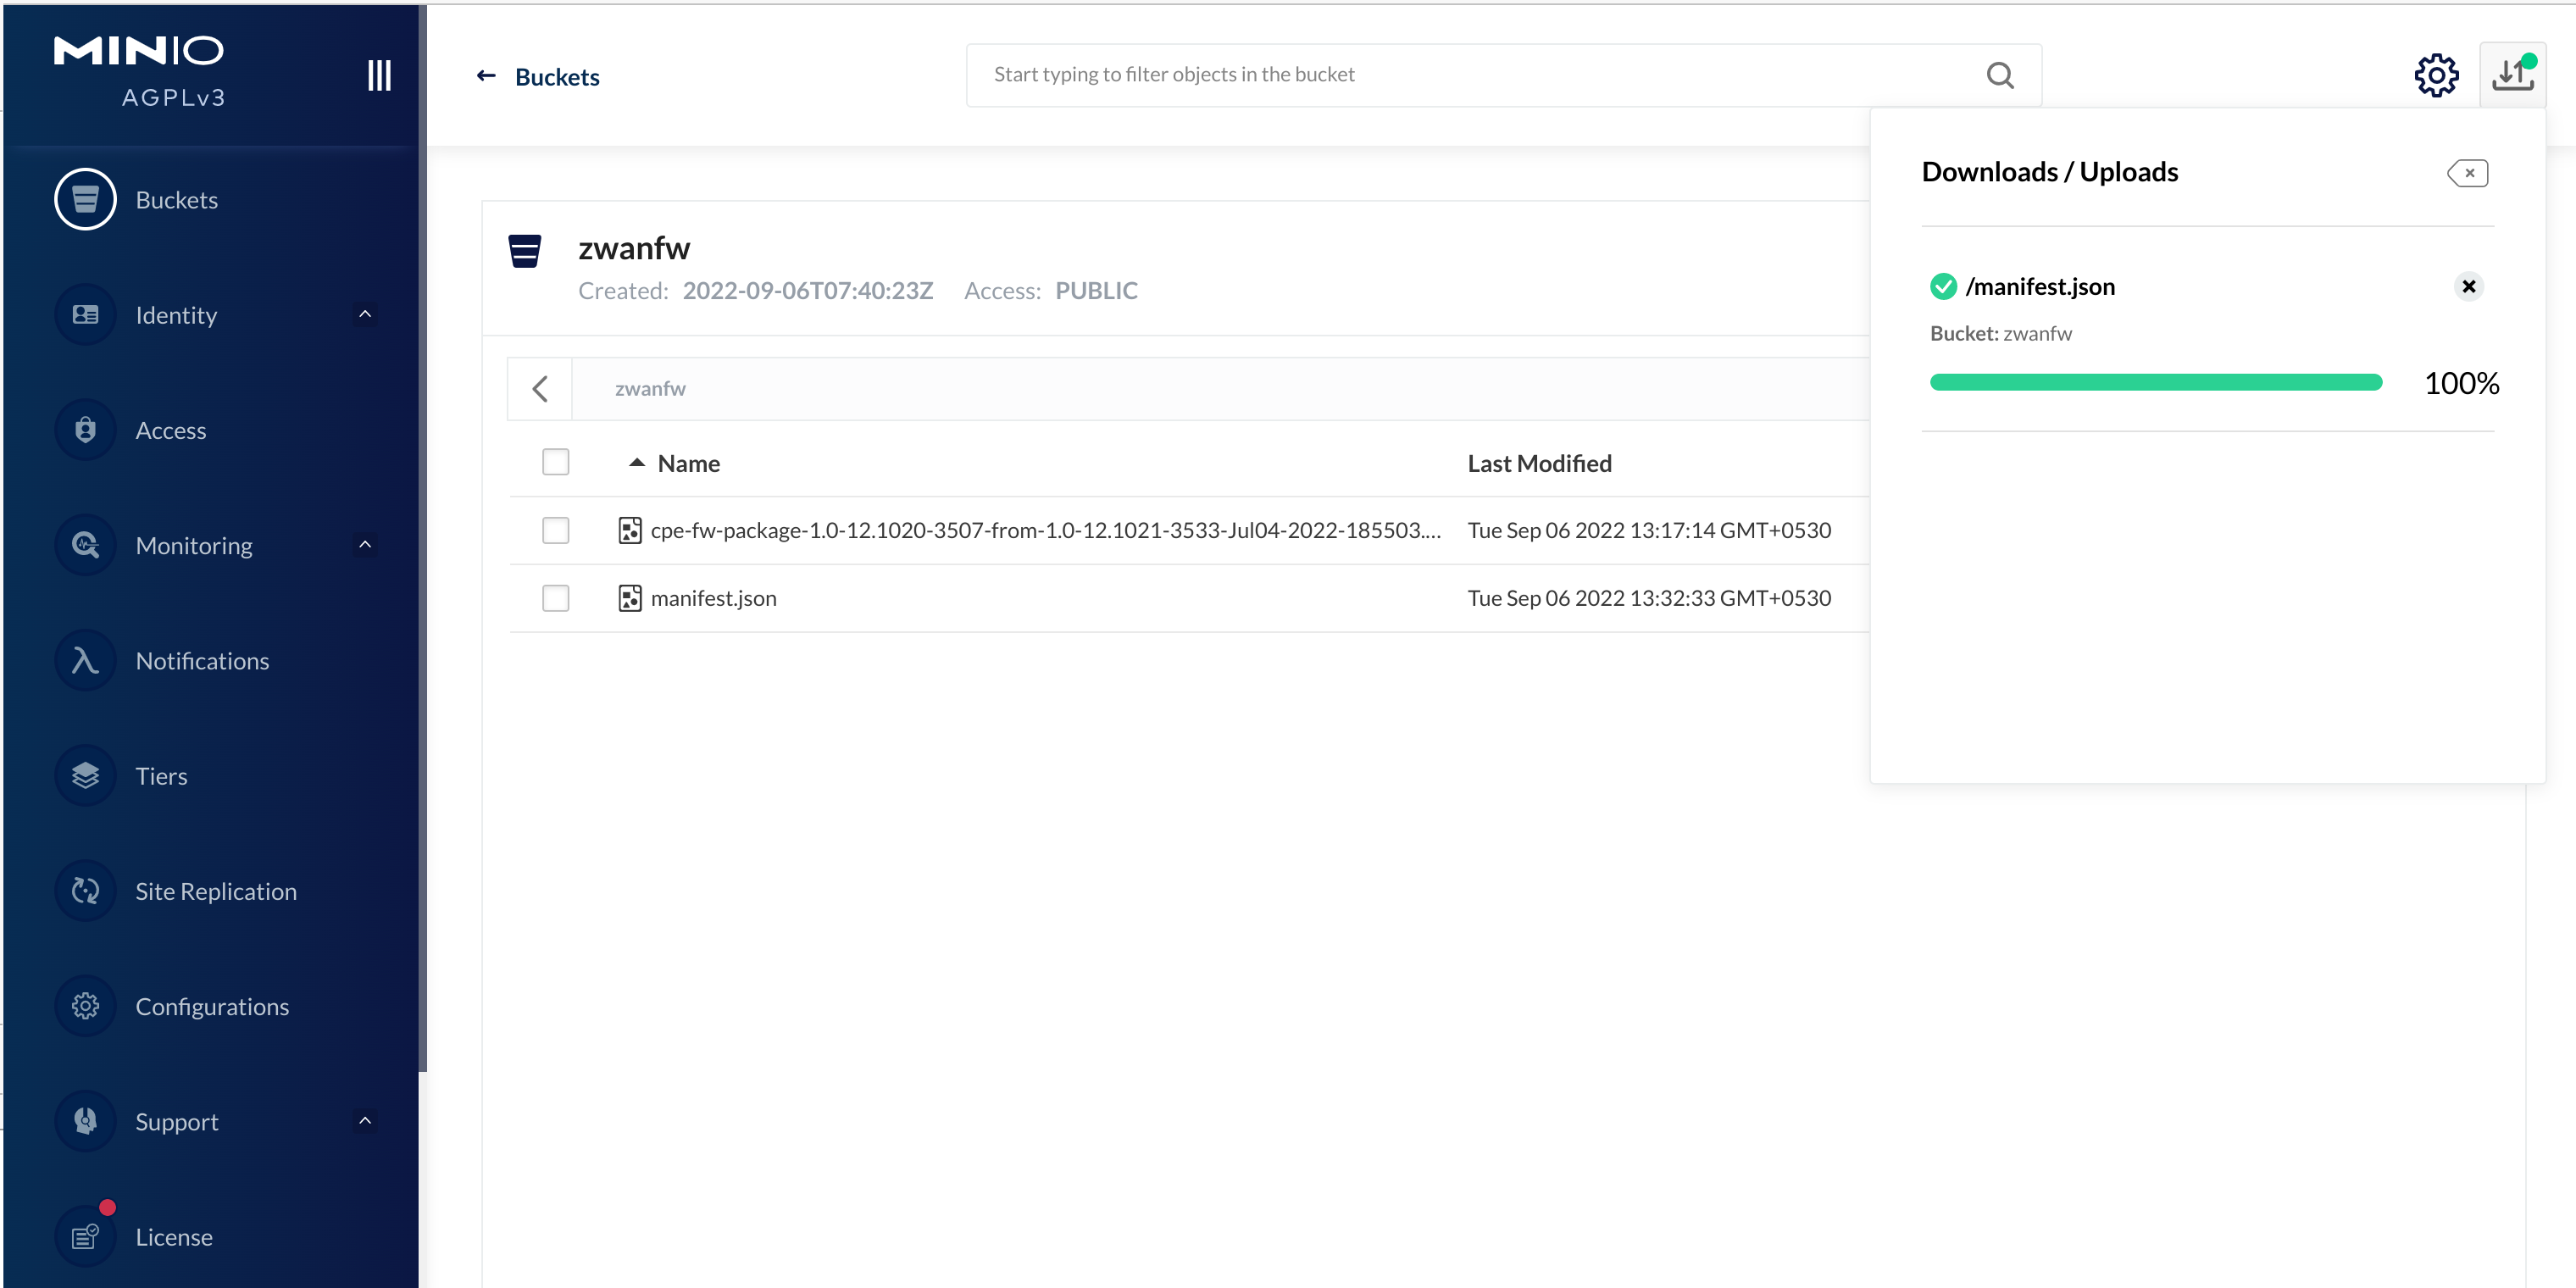 MINIO
AGPLv3
Buckets
Identity
Access
Monitoring
Notifications
Tiers
Site Replication
Configurations
Support
License
Buckets
Start typing to filter objects in the bucket
zwanfw
Created: 2022-09-06T07:40:23Z Access: PUBLIC
zwanfw
Name Last Modified
cpe-fw-package-1.0-12.1020-3507-from-1.0-12.1021-3533-Jul04-2022-185503.... Tue Sep 06 2022 13:17:14 GMT+0530
manifest.json Tue Sep 06 2022 13:32:33 GMT+0530
Downloads / Uploads
/manifest.json
Bucket: zwanfw
100%